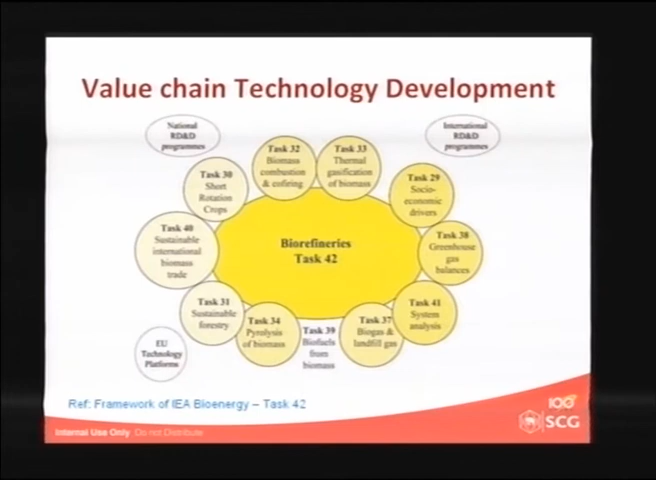 Value chain Technology Development
National
RD&D
programmes
International
RD&D
programmes
Task 32
Biomass
combustion
& cofiring
Task 33
Thermal
gasification
of biomass
Task 30
Short
Rotation
Crops
Task 29
Socio-
economic
drivers
Task 40
Sustainable
international
biomass
trade
Biorefineries
Task 42
Task 38
Greenhouse
gas
balances
Task 31
Sustainable
forestry
Task 34
Pyrolysis
of biomass
Task 39
Biofuels
from
biomass
Task 37
Biogas &
landfill gas
Task 41
System
analysis
EU
Technology
Platforms
Ref: Framework of IEA Bioenergy – Task 42
Internal Use Only Do not Distribute
100
SCG